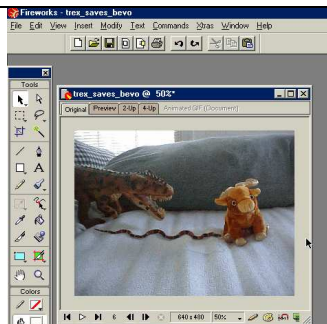 Fireworks - trex_saves_bevo
File Edit View Insert Modify Text Commands Xtras Window Help
Tools
trex_saves_bevo @ 50%*
Original Preview 2-Up 4-Up Animated GIF (Document)
A
Q
Colors
6 640 x 480 50%